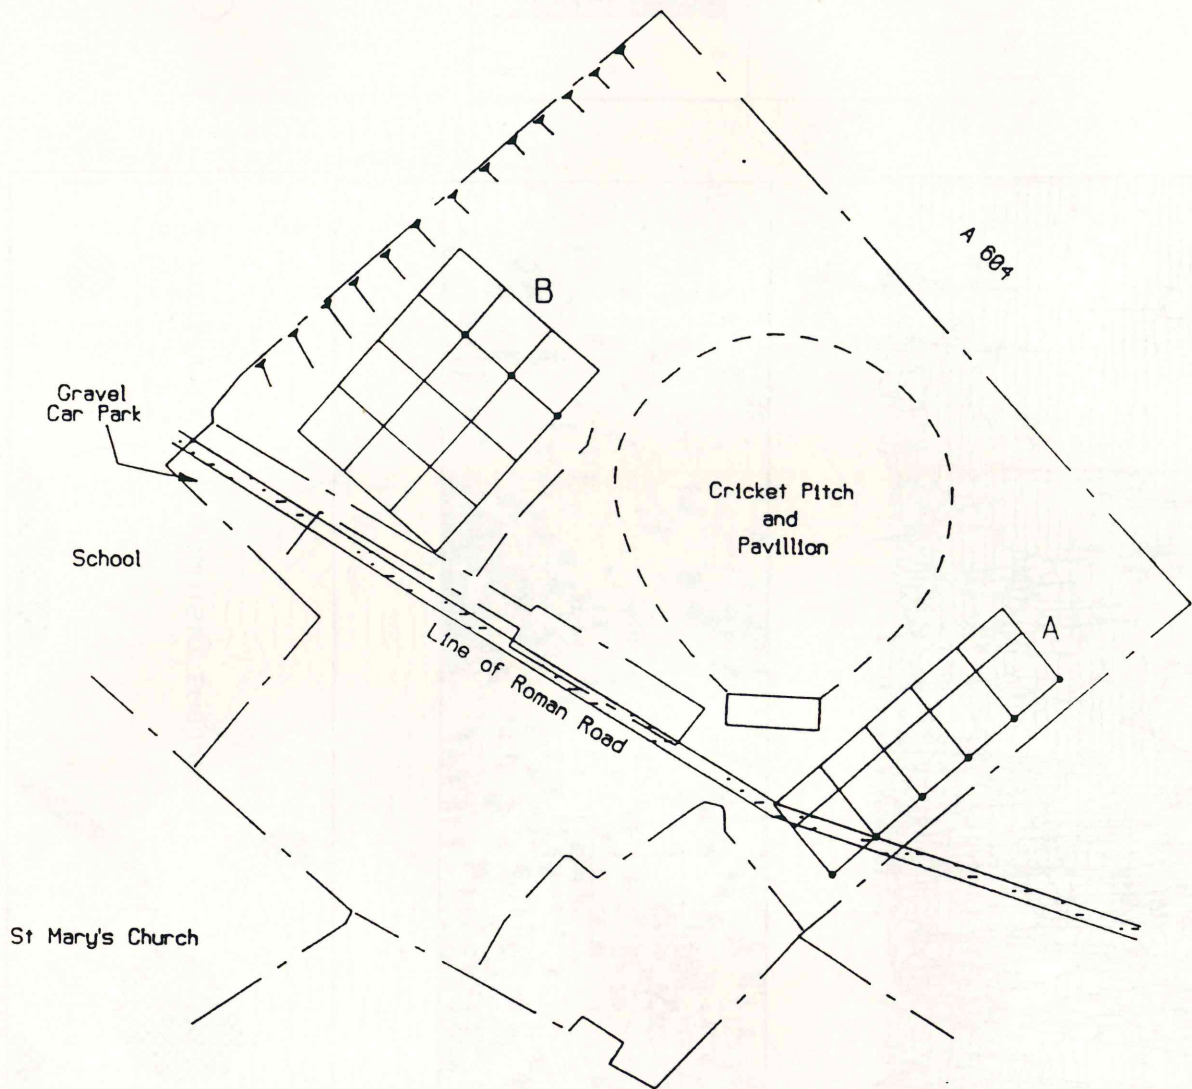 B
A 604
Gravel
Car Park
Cricket Pitch
and
Pavillion
School
A
Line of Roman Road
St Mary's Church